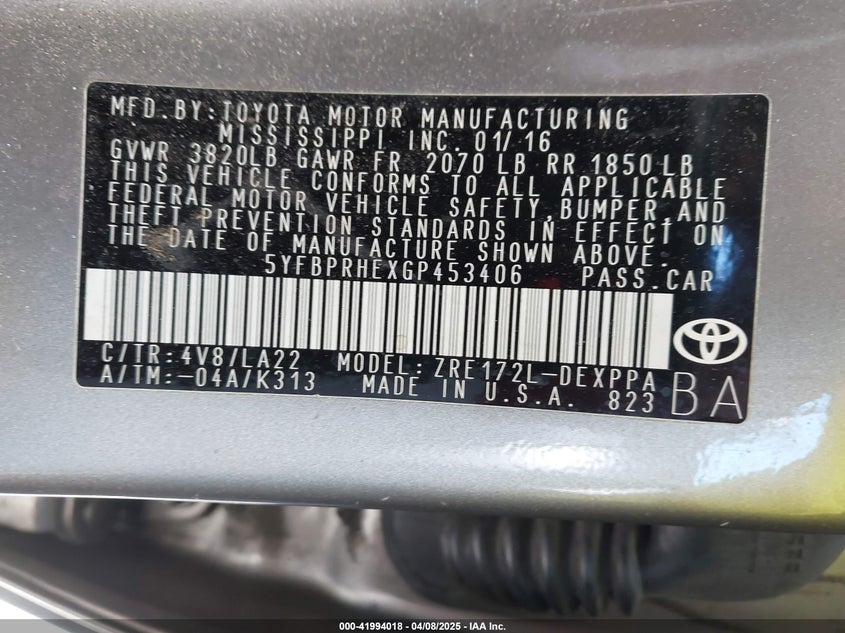 MFD.BY:TOYOTA MOTOR MANUFACTURING
MISSISSIPPI INC. 01/16
GVWR 3820LB GAWR FR 2070 LB RR 1850 LB
THIS VEHICLE CONFORMS TO ALL APPLICABLE
FEDERAL MOTOR VEHICLE SAFETY,BUMPER,AND
THEFT PREVENTION STANDARDS IN EFFECT ON
THE DATE OF MANUFACTURE SHOWN ABOVE.
5YFBPRHEXGP453406 PASS.CAR
C/TR:4V8/LA22 MODEL:ZRE172L-DEXPPA
A/TM:-04A/K313 MADE IN U.S.A. 823
BA
000-41994018 | 04/08/2025 | IAA Inc.